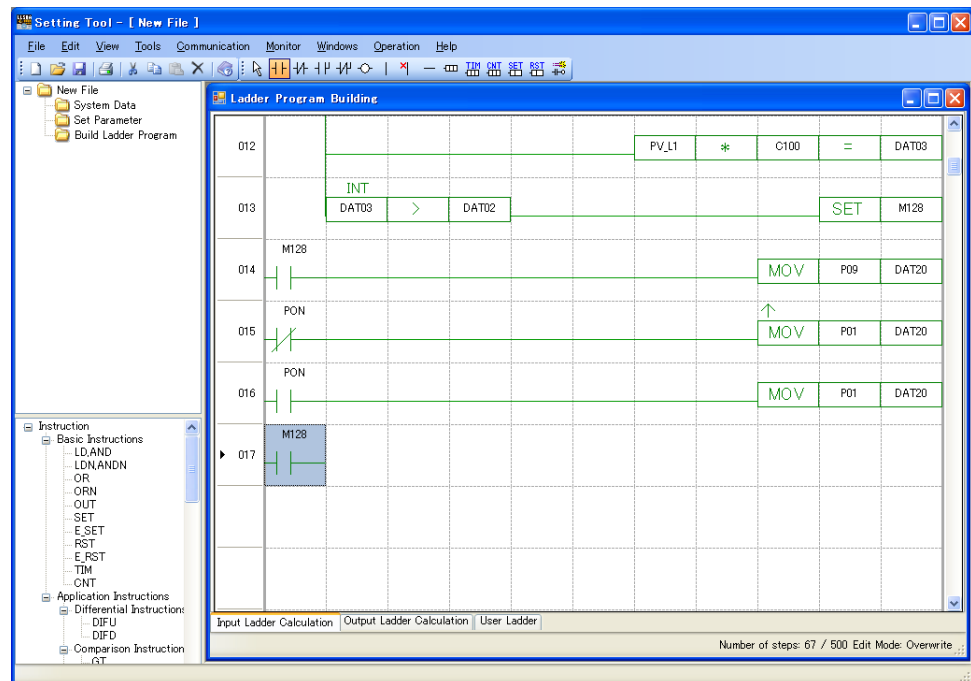 Setting Tool - [ New File ]
File Edit View Tools Communication Monitor Windows Operation Help
TIM CNT SET RST
New File
System Data
Set Parameter
Build Ladder Program
Ladder Program Building
012 PV_L1 * C100 = DAT03
INT
013 DAT03 > DAT02 SET M128
M128
014 MOV P09 DAT20
PON ↑
015 MOV P01 DAT20
PON
016 MOV P01 DAT20
M128
017
Instruction
Basic Instructions
LD,AND
LDN,ANDN
OR
ORN
OUT
SET
E_SET
RST
E_RST
TIM
CNT
Application Instructions
Differential Instructions
DIFU
DIFD
Comparison Instruction
GT
Input Ladder Calculation Output Ladder Calculation User Ladder
Number of steps: 67 / 500 Edit Mode: Overwrite